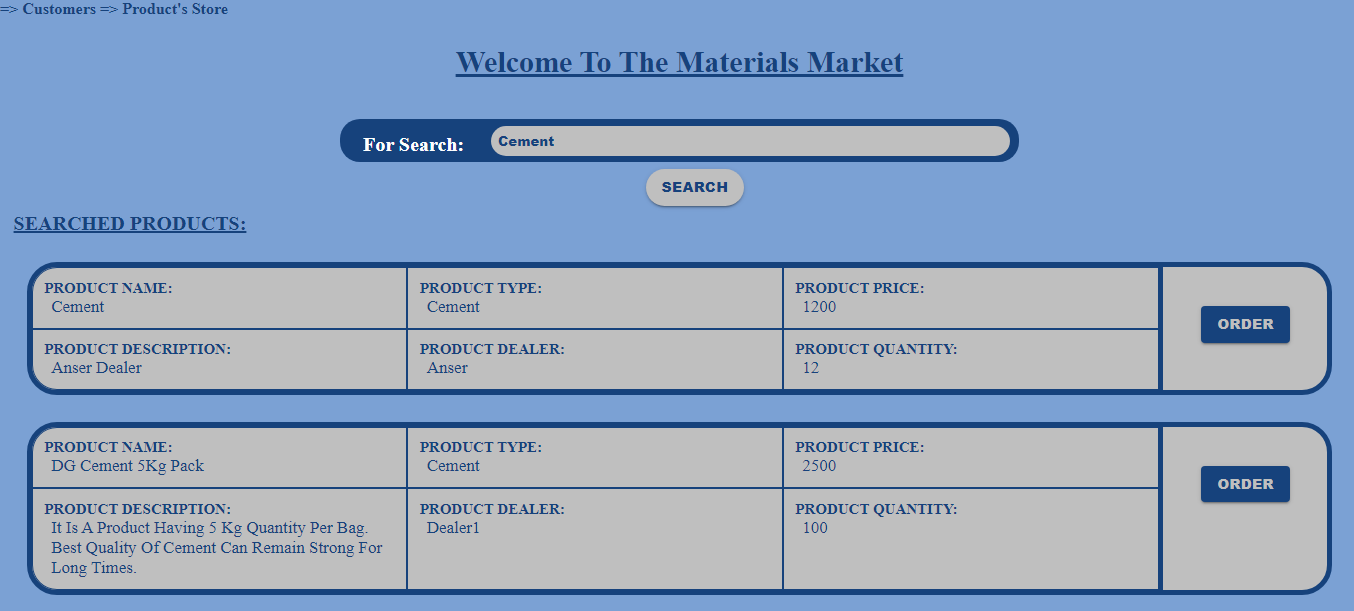 => Customers => Product's Store
Welcome To The Materials Market
For Search: Cement
SEARCH
SEARCHED PRODUCTS:
PRODUCT NAME: PRODUCT TYPE: PRODUCT PRICE:
Cement Cement 1200
ORDER
PRODUCT DESCRIPTION: PRODUCT DEALER: PRODUCT QUANTITY:
Anser Dealer Anser 12
PRODUCT NAME: PRODUCT TYPE: PRODUCT PRICE:
DG Cement 5Kg Pack Cement 2500
ORDER
PRODUCT DESCRIPTION: PRODUCT DEALER: PRODUCT QUANTITY:
It Is A Product Having 5 Kg Quantity Per Bag. Dealer1 100
Best Quality Of Cement Can Remain Strong For
Long Times.